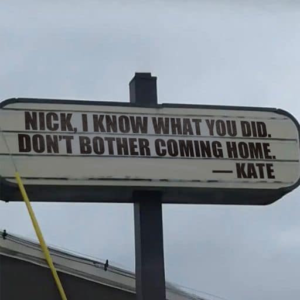 NICK, I KNOW WHAT YOU DID.
DON'T BOTHER COMING HOME.
— KATE